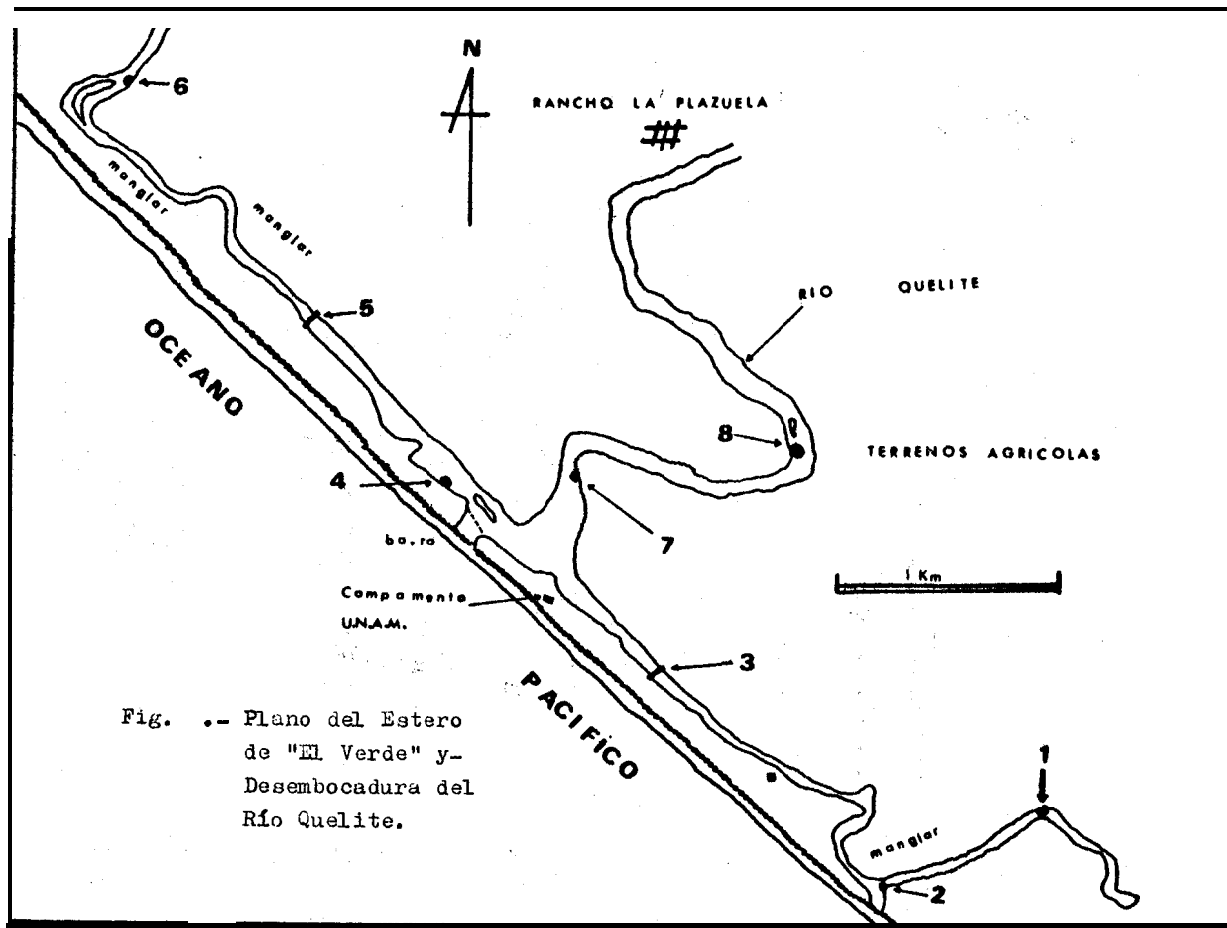 N
6
RANCHO LA PLAZUELA
manglar
manglar
RIO QUELITE
5
OCEANO
8
TERRENOS AGRICOLAS
4
7
barra
1 Km
Campamento
U.N.A.M.
3
PACIFICO
Fig. .- Plano del Estero
de "El Verde" y-
Desembocadura del
Río Quelite.
1
manglar
2